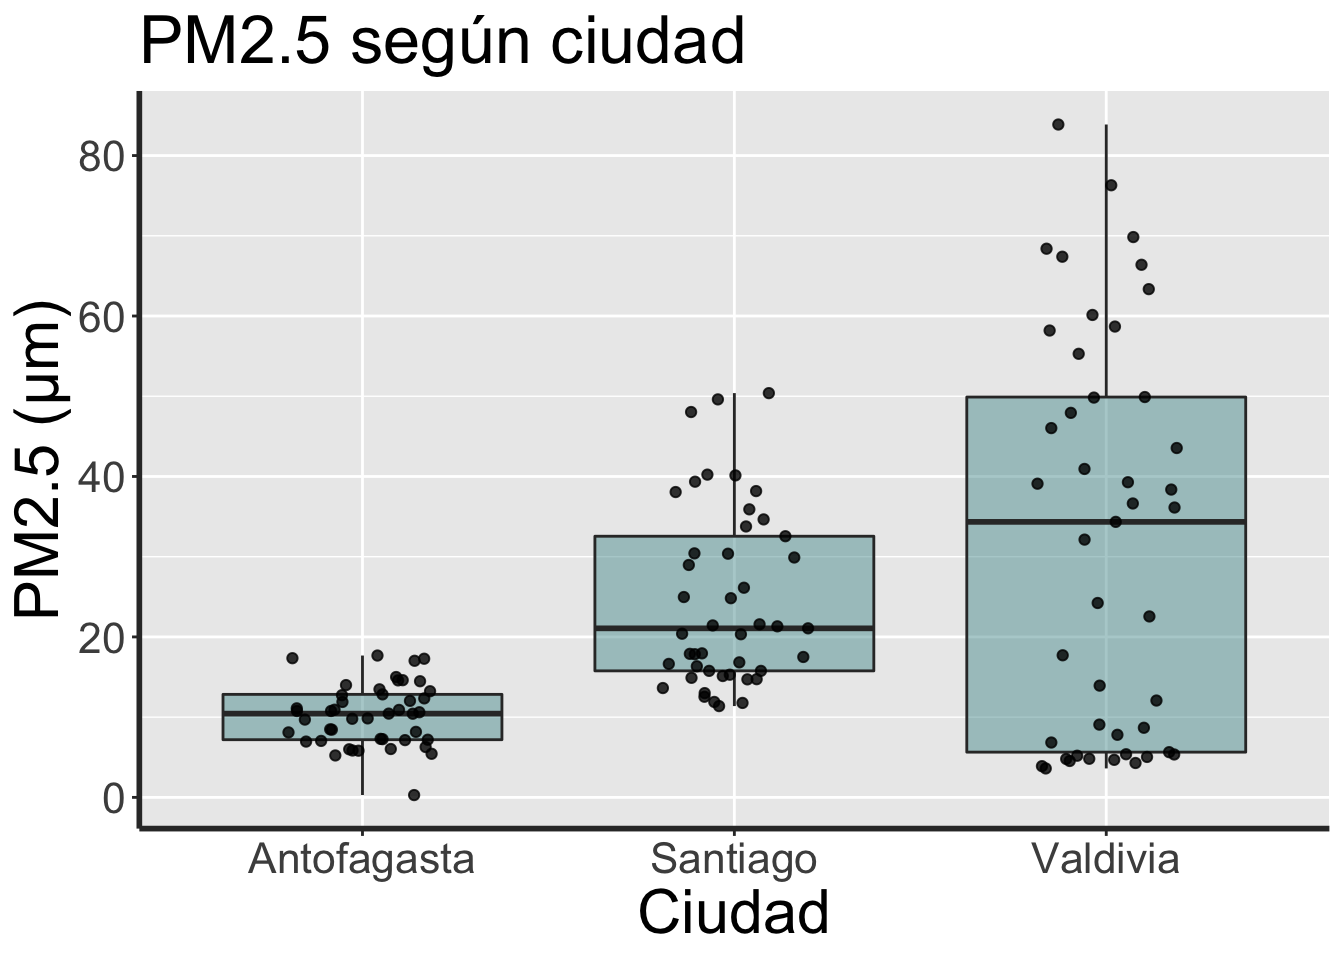 PM2.5 según ciudad
PM2.5 (µm)
80
60
40
20
0
Antofagasta
Santiago
Valdivia
Ciudad